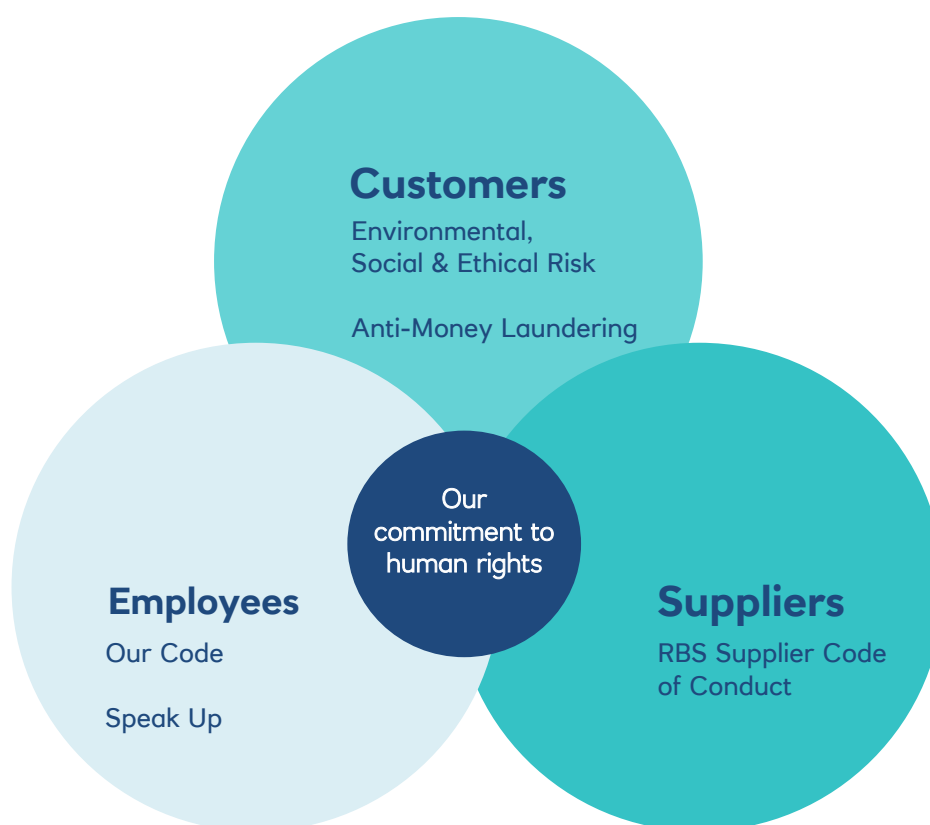 Customers
Environmental,
Social & Ethical Risk
Anti-Money Laundering
Our
commitment to
human rights
Employees
Our Code
Speak Up
Suppliers
RBS Supplier Code
of Conduct